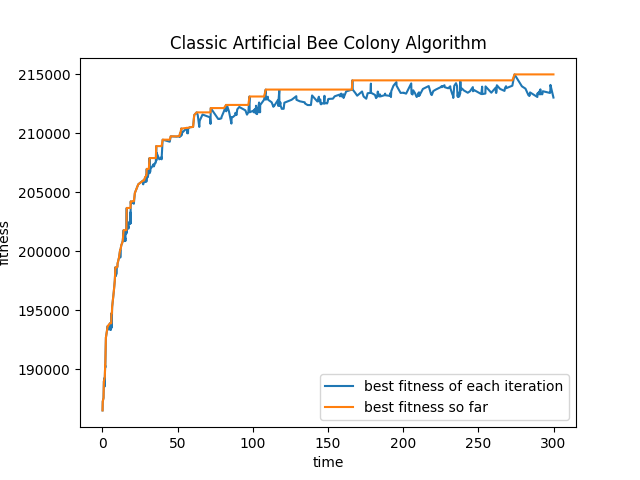 Classic Artificial Bee Colony Algorithm
215000
210000
205000
200000
195000
190000
fitness
0 50 100 150 200 250 300
time
best fitness of each iteration
best fitness so far